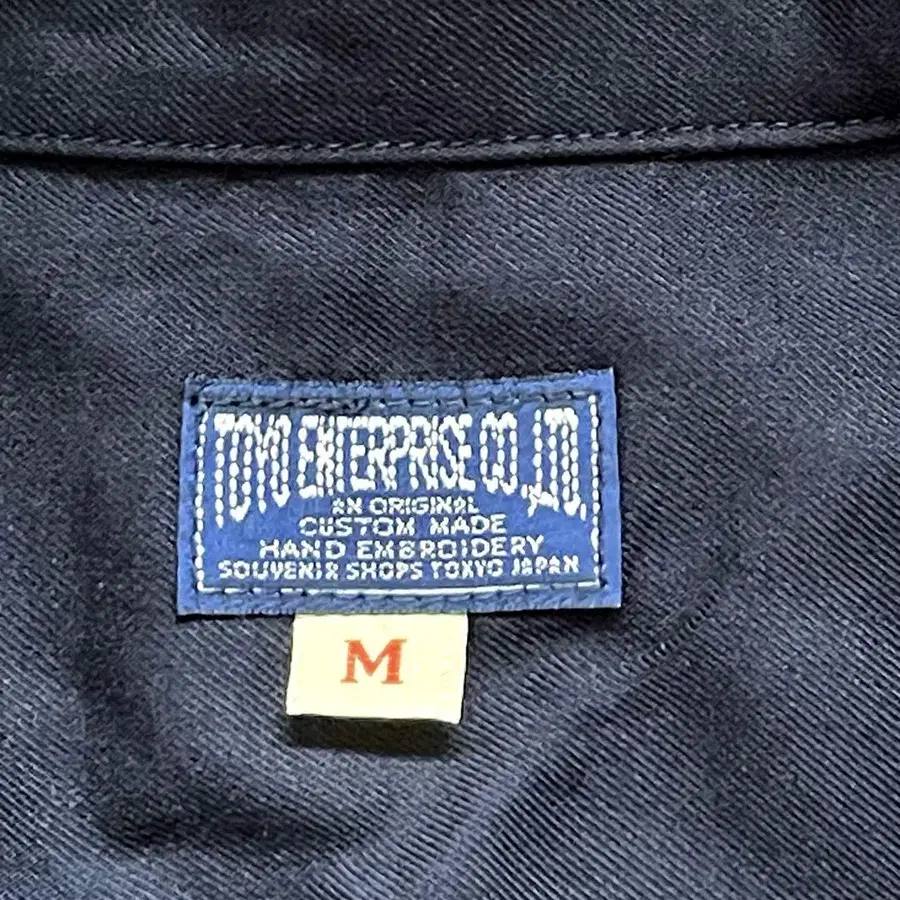 TOYO ENTERPRISE CO.,LTD.
AN ORIGINAL
CUSTOM MADE
HAND EMBROIDERY
SOUVENIR SHOPS TOKYO JAPAN
M